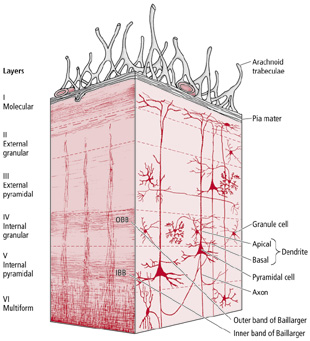 Layers
I
Molecular
II
External
granular
III
External
pyramidal
IV
Internal
granular
V
Internal
pyramidal
VI
Multiform
OBB
IBB
Arachnoid
trabeculae
Pia mater
Granule cell
Apical
Basal
Dendrite
Pyramidal cell
Axon
Outer band of Baillarger
Inner band of Baillarger